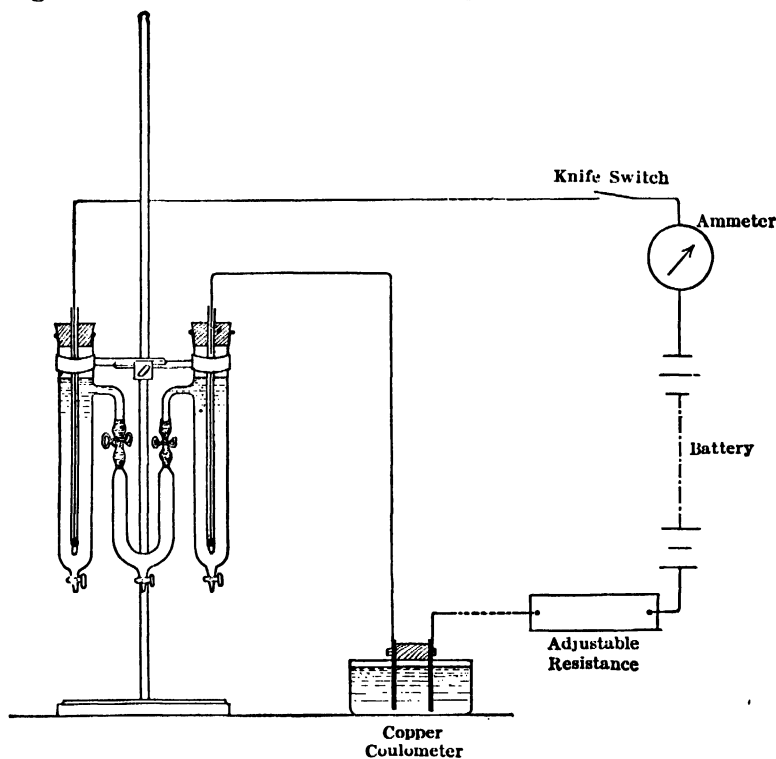 Knife Switch
Ammeter
Battery
Adjustable
Resistance
Copper
Coulometer